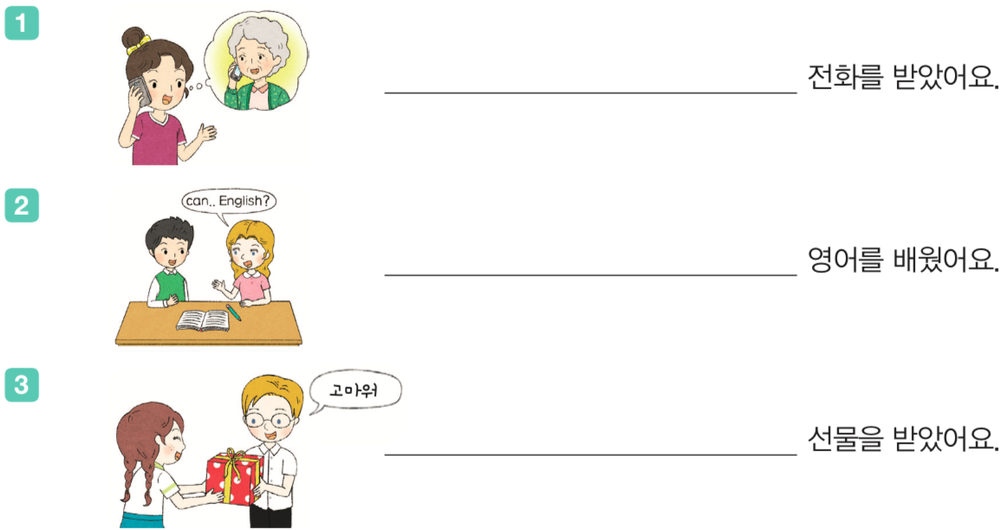 1
전화를 받았어요.
2
can.. English?
영어를 배웠어요.
3
고마워
선물을 받았어요.